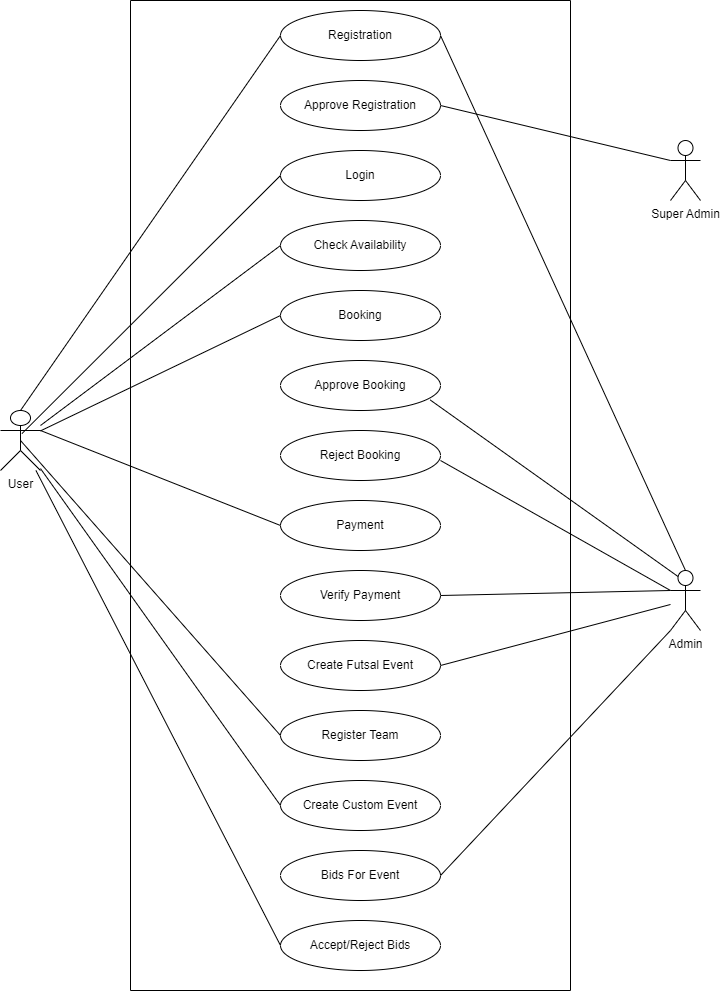 Registration
Approve Registration
Login
Super Admin
Check Availability
Booking
Approve Booking
Reject Booking
User
Payment
Verify Payment
Admin
Create Futsal Event
Register Team
Create Custom Event
Bids For Event
Accept/Reject Bids